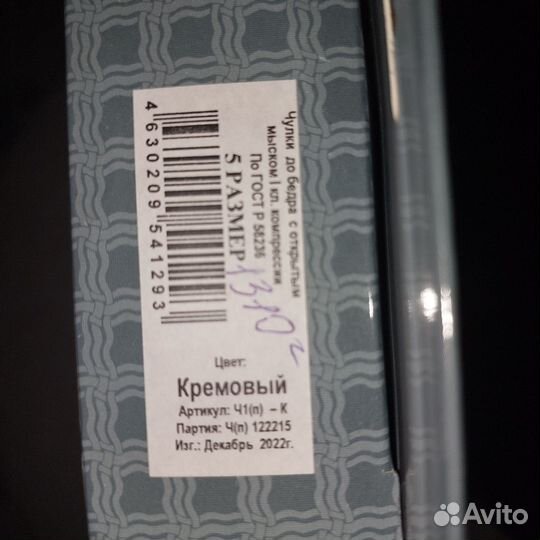 Чулки до бедра с открытым
мыском I кл. компрессии
По ГОСТ Р 58236
5 РАЗМЕР
4 630209 541293
Цвет:
Кремовый
Артикул: Ч1(п) – К
Партия: Ч(п) 122215
Изг.: Декабрь 2022г.
Avito